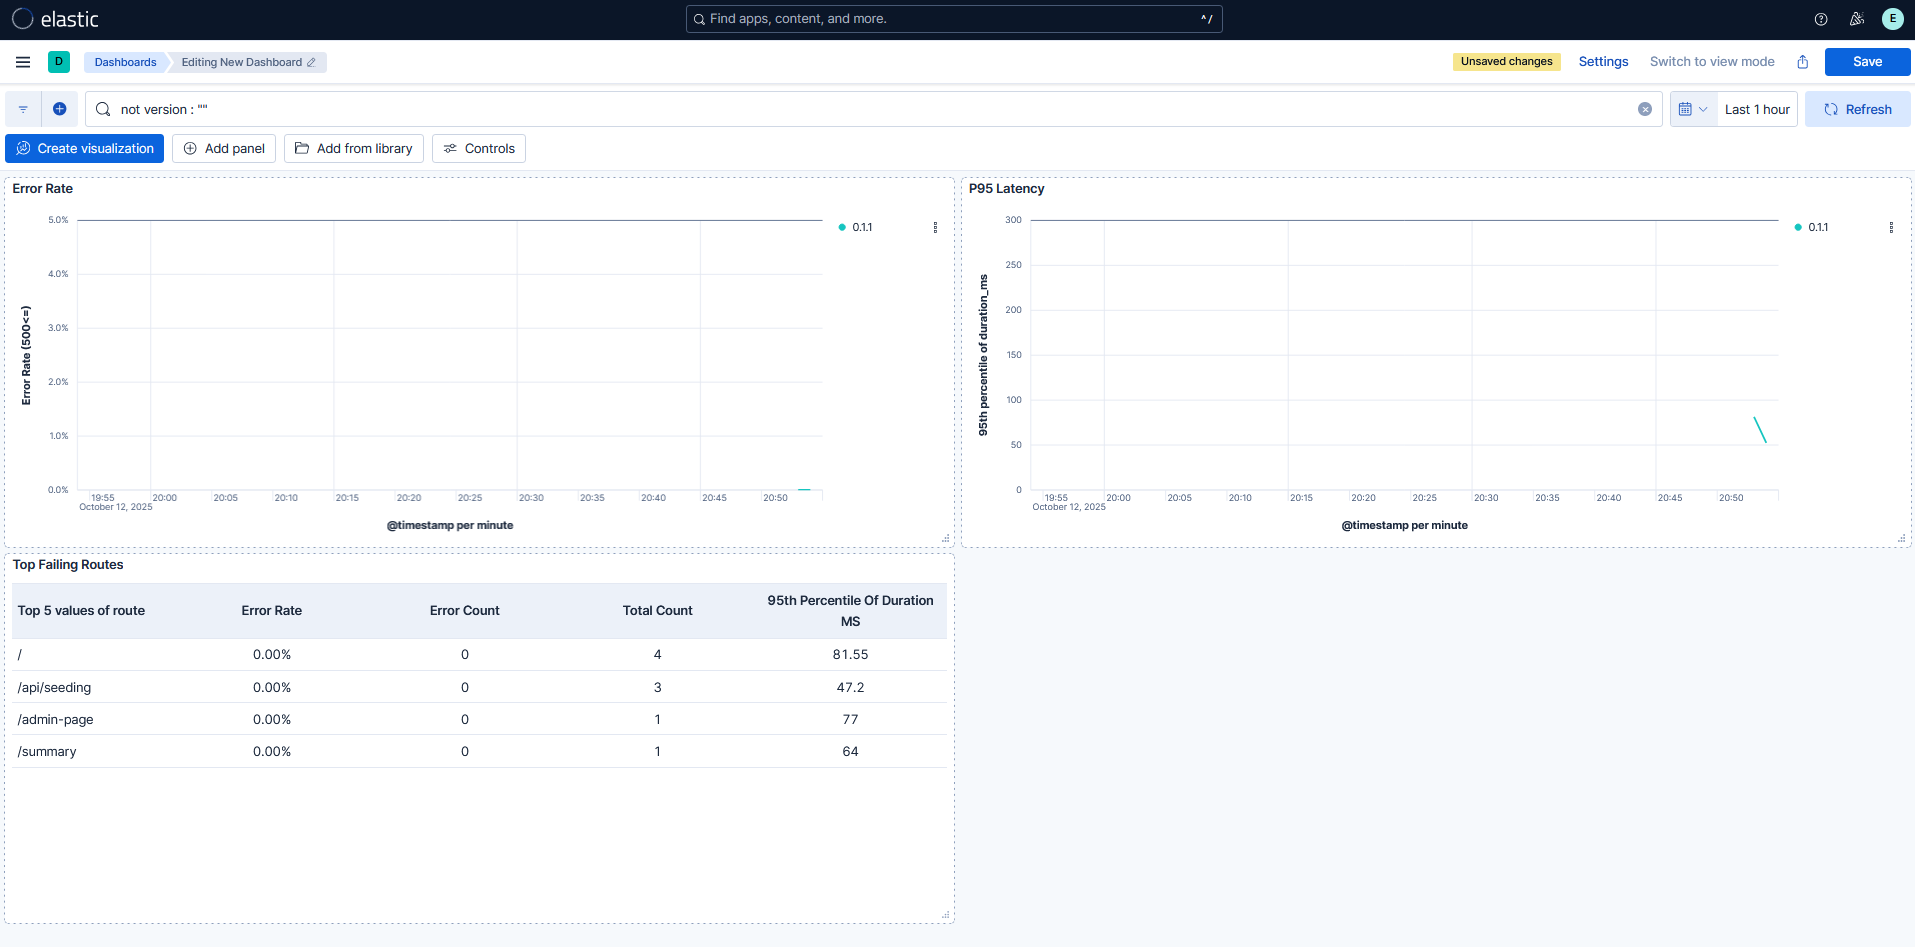 elastic
Find apps, content, and more.
^ /
E
D
Dashboards
Editing New Dashboard
Unsaved changes
Settings
Switch to view mode
Save
not version : ""
Last 1 hour
Refresh
Create visualization
Add panel
Add from library
Controls
Error Rate
5.0%
4.0%
3.0%
2.0%
1.0%
0.0%
Error Rate (500<=)
19:55
20:00
20:05
20:10
20:15
20:20
20:25
20:30
20:35
20:40
20:45
20:50
October 12, 2025
@timestamp per minute
0.1.1
P95 Latency
300
250
200
150
100
50
0
95th percentile of duration_ms
19:55
20:00
20:05
20:10
20:15
20:20
20:25
20:30
20:35
20:40
20:45
20:50
October 12, 2025
@timestamp per minute
0.1.1
Top Failing Routes
Top 5 values of route Error Rate Error Count Total Count 95th Percentile Of Duration
MS
/ 0.00% 0 4 81.55
/api/seeding 0.00% 0 3 47.2
/admin-page 0.00% 0 1 77
/summary 0.00% 0 1 64